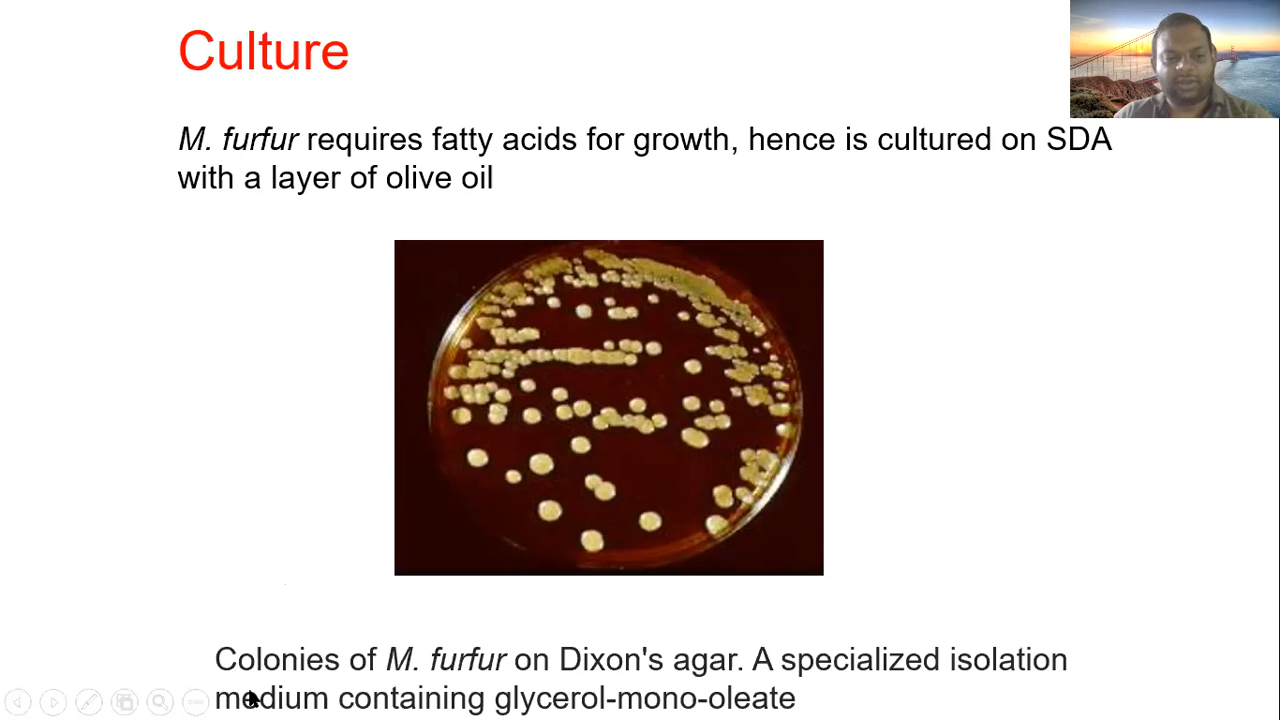 Culture
M. furfur requires fatty acids for growth, hence is cultured on SDA
with a layer of olive oil
Colonies of M. furfur on Dixon's agar. A specialized isolation
medium containing glycerol-mono-oleate